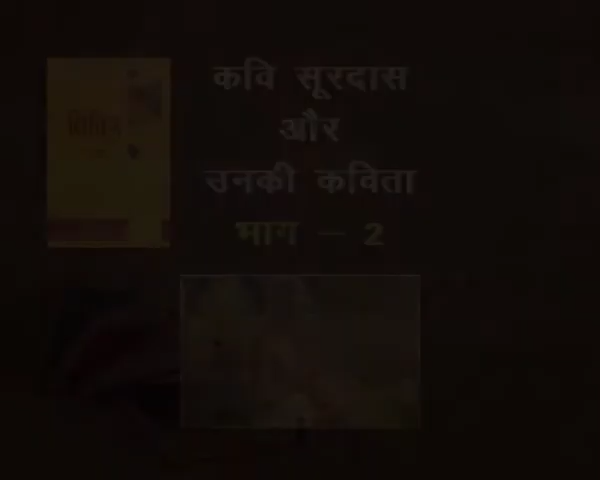 कवि सूरदास
और
उनकी कविता
भाग - 2